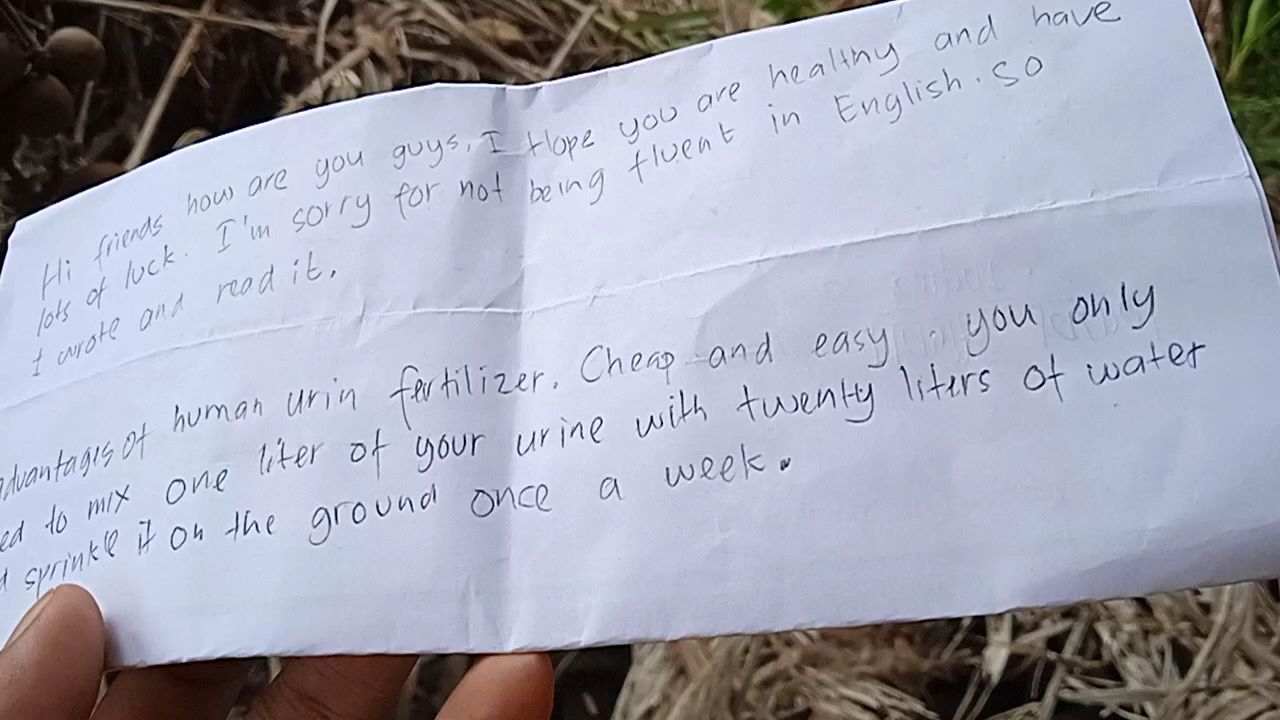 Hi friends how are you guys, I Hope you are healthy and have
lots of luck. I'm sorry for not being fluent in English. So
I wrote and read it.
advantages of human urin fertilizer. Cheap and easy, you only
ed to mix one liter of your urine with twenty liters of water
sprinkle it on the ground once a week.